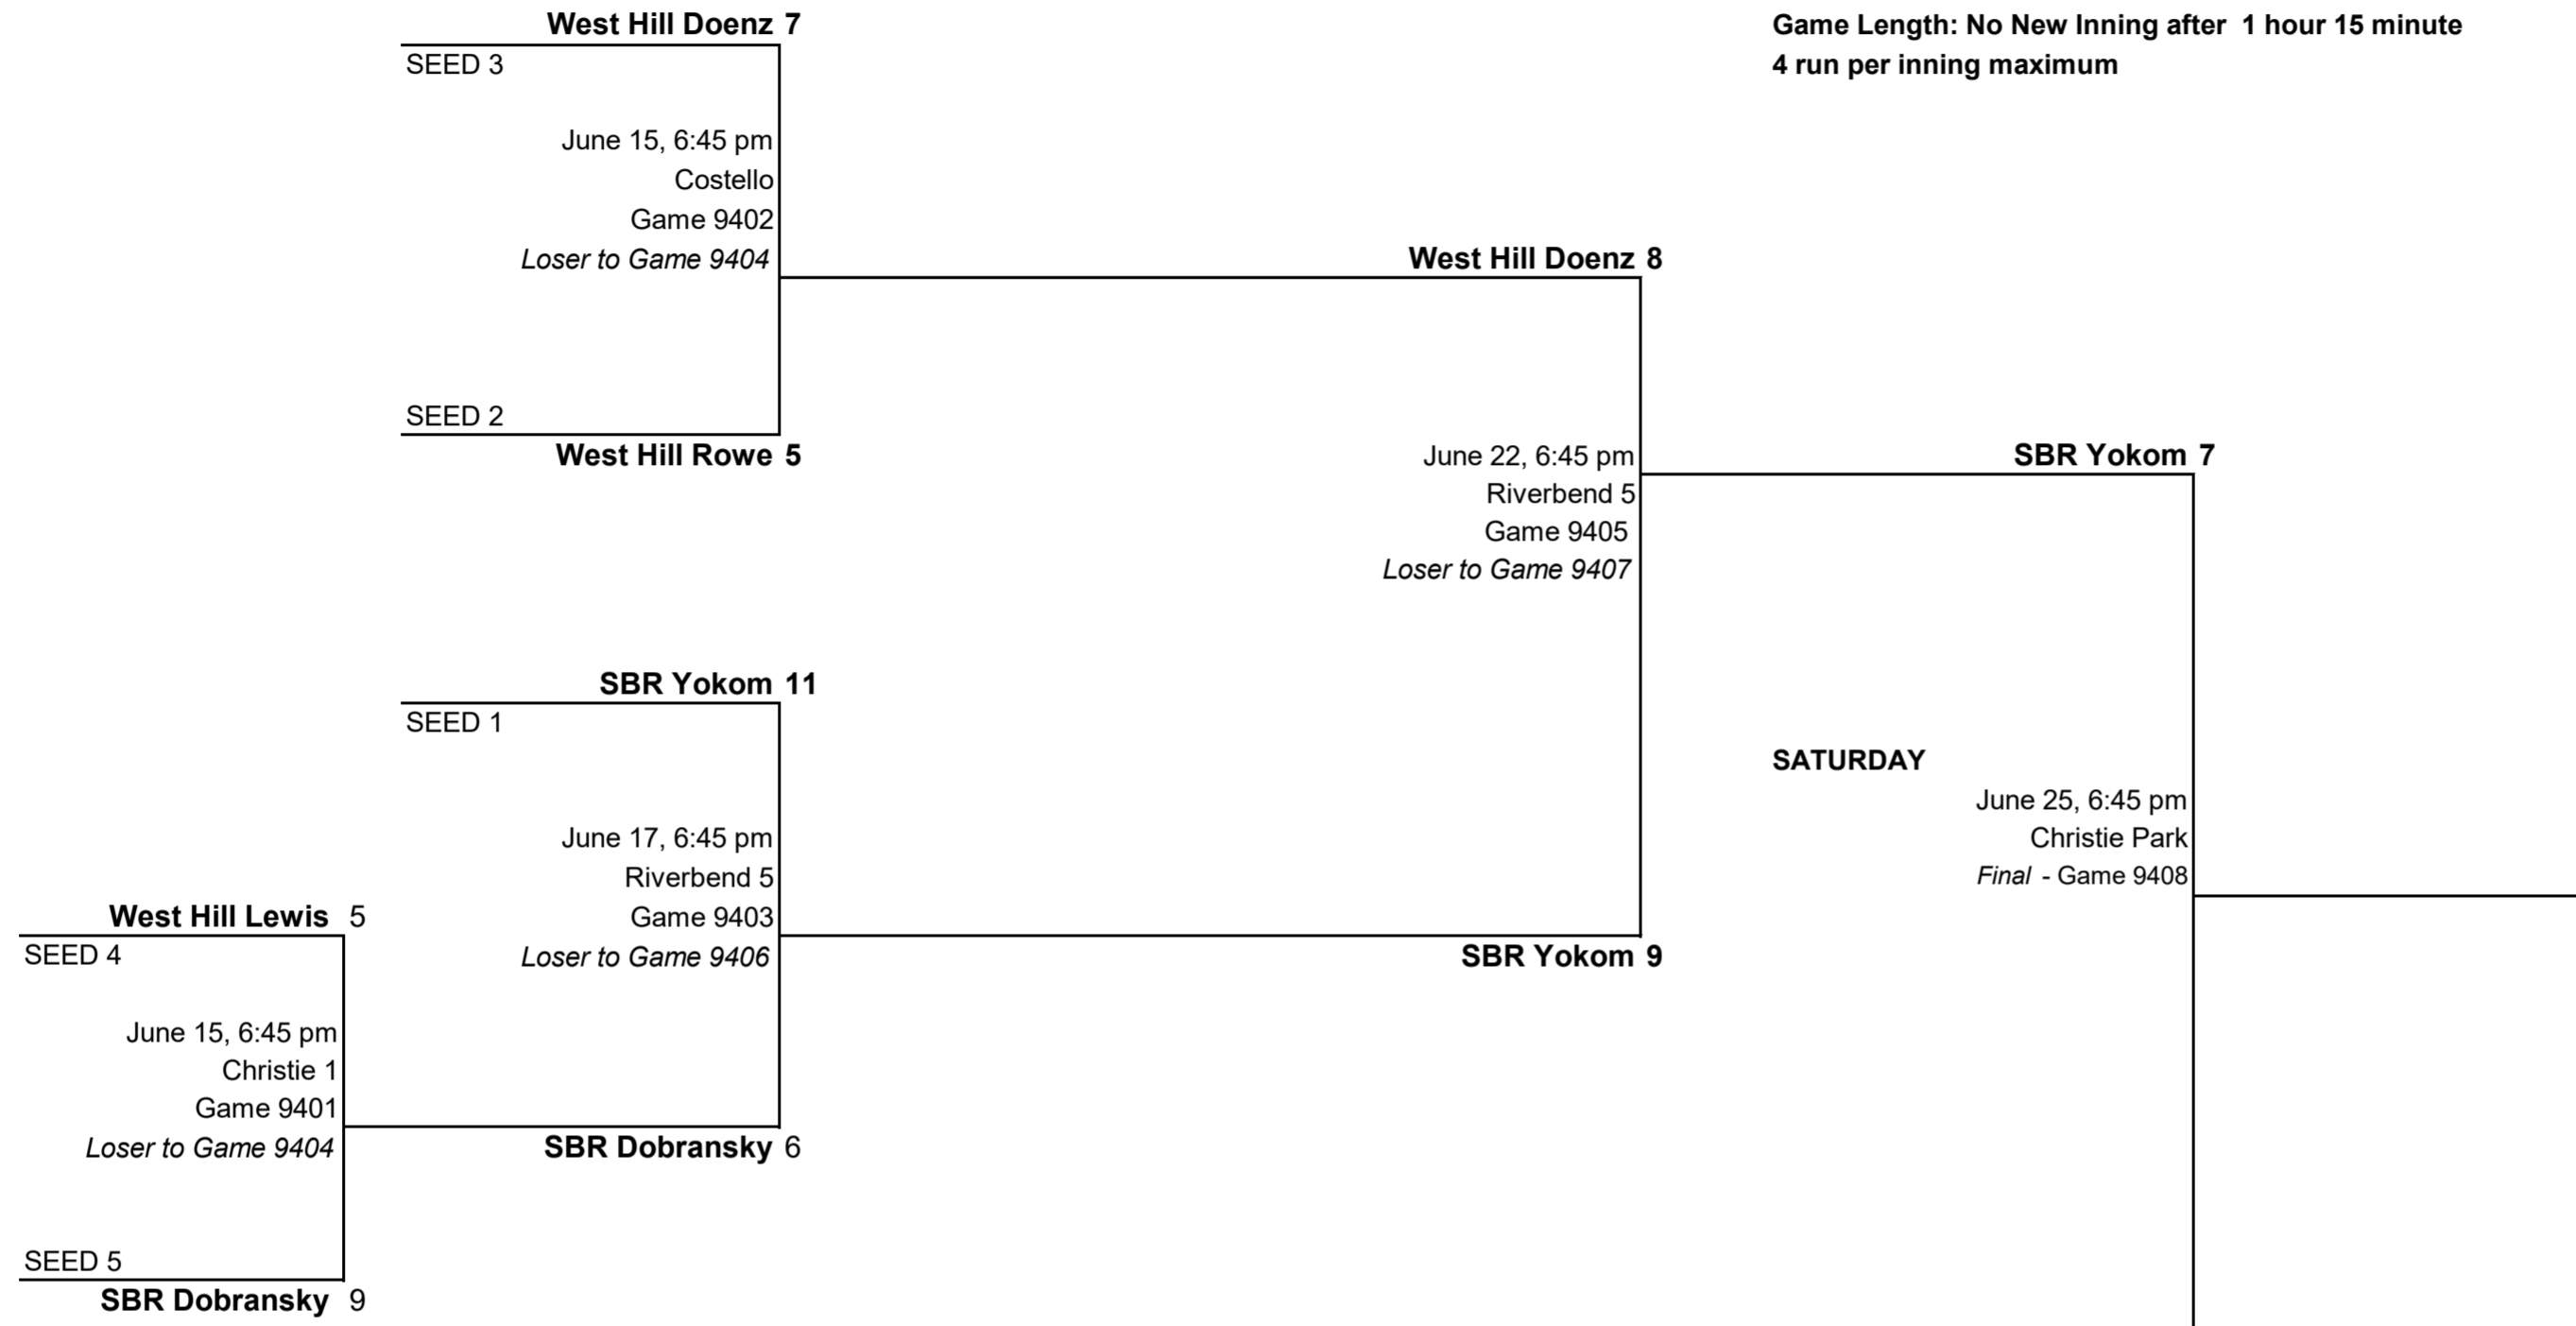 West Hill Doenz 7
Game Length: No New Inning after 1 hour 15 minute
SEED 3
4 run per inning maximum
June 15, 6:45 pm
Costello
Game 9402
Loser to Game 9404
West Hill Doenz 8
SEED 2
West Hill Rowe 5
June 22, 6:45 pm
Riverbend 5
Game 9405
Loser to Game 9407
SBR Yokom 7
SBR Yokom 11
SEED 1
SATURDAY
June 25, 6:45 pm
Christie Park
Final - Game 9408
June 17, 6:45 pm
Riverbend 5
Game 9403
Loser to Game 9406
West Hill Lewis 5
SEED 4
SBR Yokom 9
June 15, 6:45 pm
Christie 1
Game 9401
Loser to Game 9404
SBR Dobransky 6
SEED 5
SBR Dobransky 9